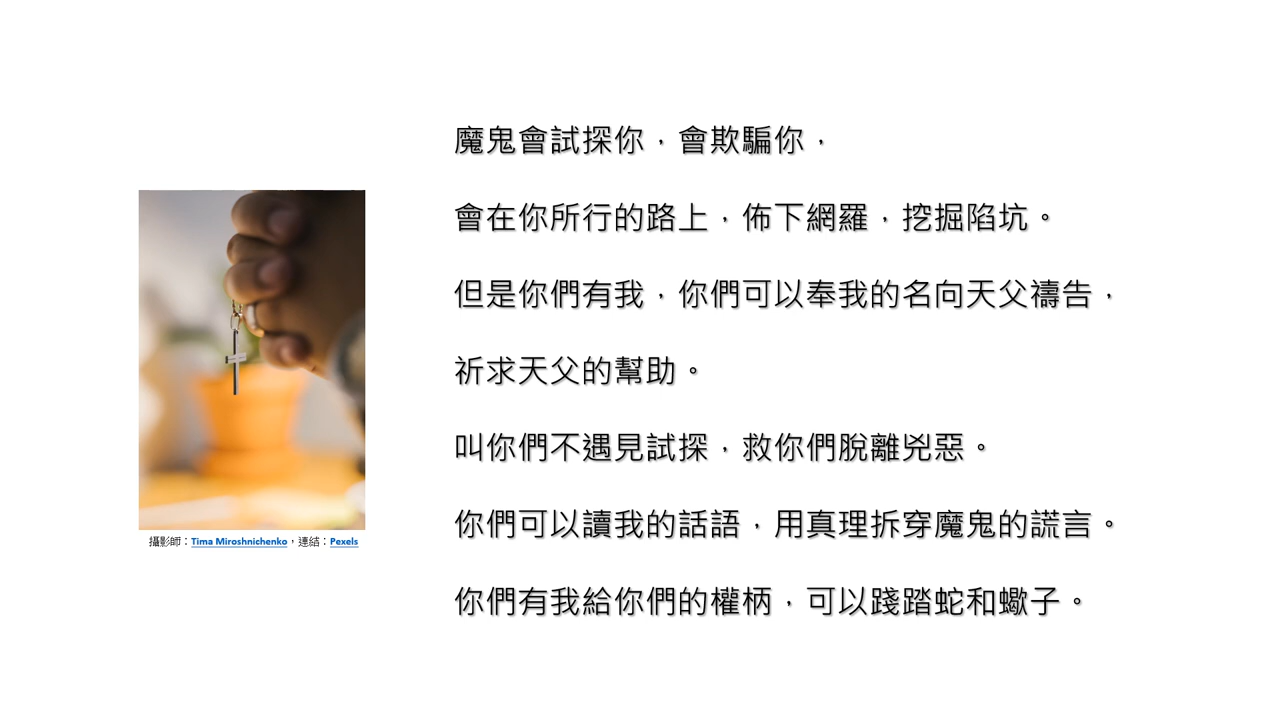 魔鬼會試探你，會欺騙你，
會在你所行的路上，佈下網羅，挖掘陷坑。
但是你們有我，你們可以奉我的名向天父禱告，
祈求天父的幫助。
叫你們不遇見試探，救你們脫離兇惡。
你們可以讀我的話語，用真理拆穿魔鬼的謊言。
你們有我給你們的權柄，可以踐踏蛇和蠍子。
攝影師：Tima Miroshnichenko，連結：Pexels